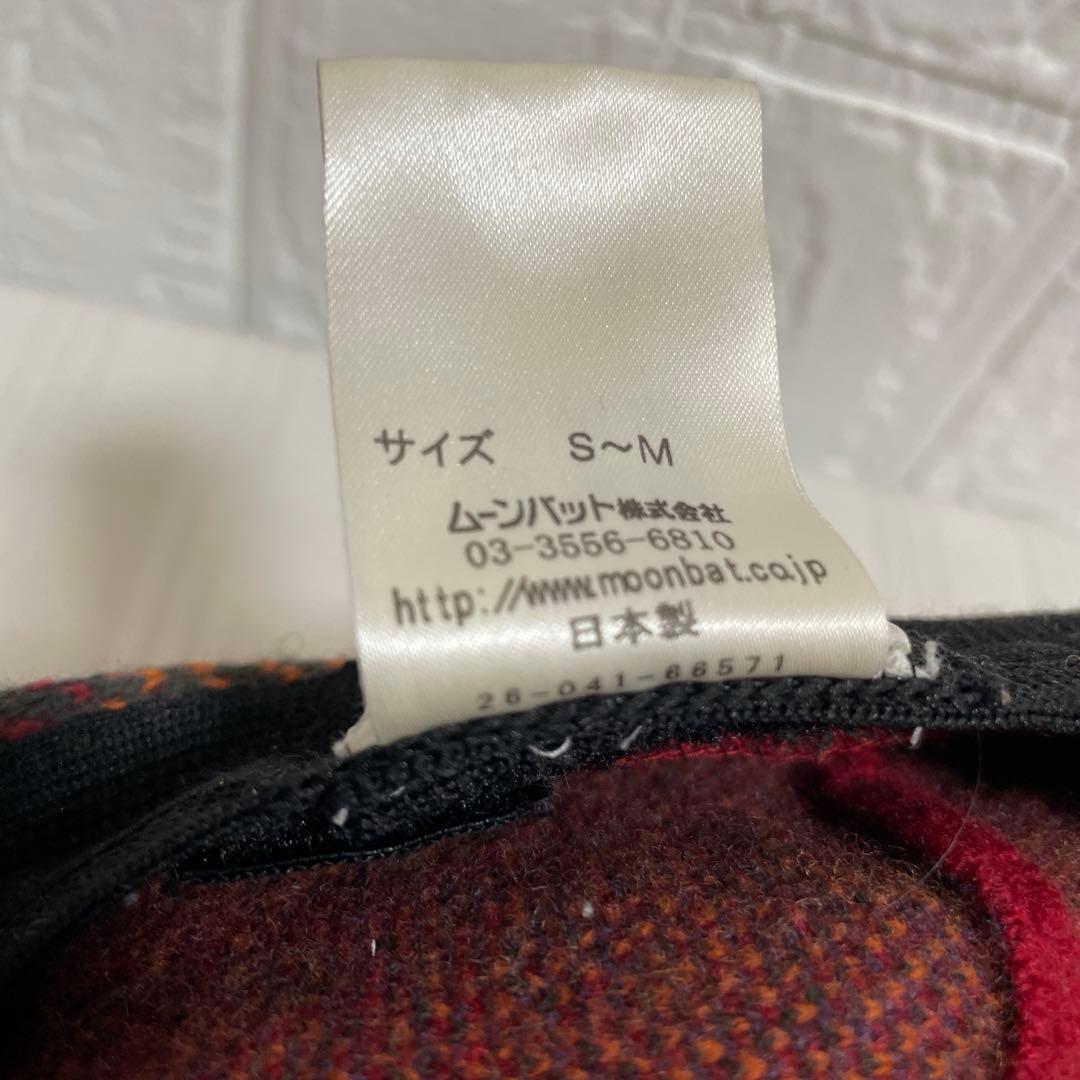 サイズ S〜M
ムーンバット株式会社
03-3556-6810
http://www.moonbat.co.jp
日本製
26-041-66571